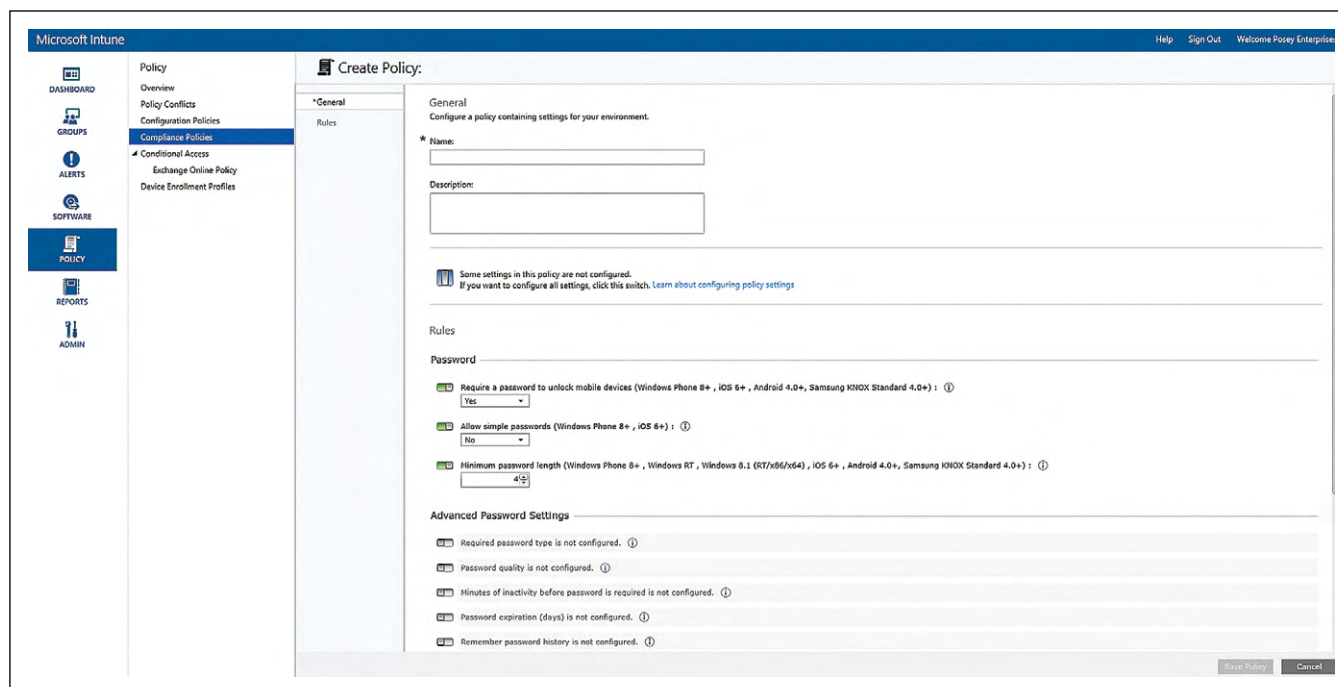 Microsoft Intune
Help Sign Out Welcome Posey Enterprises
DASHBOARD
GROUPS
ALERTS
SOFTWARE
POLICY
REPORTS
ADMIN
Policy
Overview
Policy Conflicts
Configuration Policies
Compliance Policies
Conditional Access
Exchange Online Policy
Device Enrollment Profiles
Create Policy:
*General
Rules
General
Configure a policy containing settings for your environment.
* Name:
Description:
Some settings in this policy are not configured.
If you want to configure all settings, click this switch. Learn about configuring policy settings
Rules
Password
Require a password to unlock mobile devices (Windows Phone 8+ , iOS 6+ , Android 4.0+, Samsung KNOX Standard 4.0+) :
Yes
Allow simple passwords (Windows Phone 8+ , iOS 6+) :
No
Minimum password length (Windows Phone 8+ , Windows RT , Windows 8.1 (RT/x86/x64) , iOS 6+ , Android 4.0+, Samsung KNOX Standard 4.0+) :
4
Advanced Password Settings
Required password type is not configured.
Password quality is not configured.
Minutes of inactivity before password is required is not configured.
Password expiration (days) is not configured.
Remember password history is not configured.
Save Policy Cancel